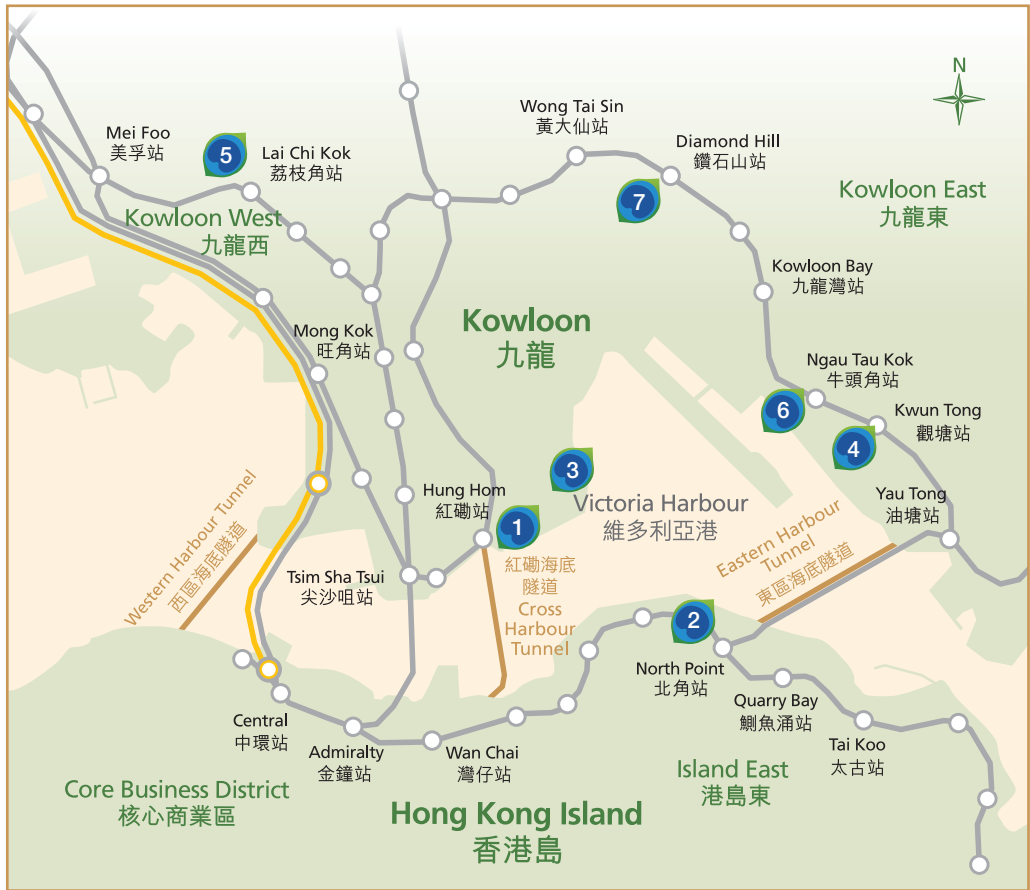 N
Wong Tai Sin
黃大仙站
Diamond Hill
鑽石山站
Mei Foo
美孚站
5
Lai Chi Kok
荔枝角站
7
Kowloon East
九龍東
Kowloon West
九龍西
Kowloon Bay
九龍灣站
Kowloon
九龍
Mong Kok
旺角站
Ngau Tau Kok
牛頭角站
6
Kwun Tong
觀塘站
4
3
Hung Hom
紅磡站
1
Victoria Harbour
維多利亞港
Yau Tong
油塘站
Western Harbour Tunnel
西區海底隧道
Eastern Harbour
Tunnel
東區海底隧道
紅磡海底
隧道
Cross
Harbour
Tunnel
Tsim Sha Tsui
尖沙咀站
2
North Point
北角站
Quarry Bay
鰂魚涌站
Central
中環站
Admiralty
金鐘站
Wan Chai
灣仔站
Tai Koo
太古站
Island East
港島東
Core Business District
核心商業區
Hong Kong Island
香港島